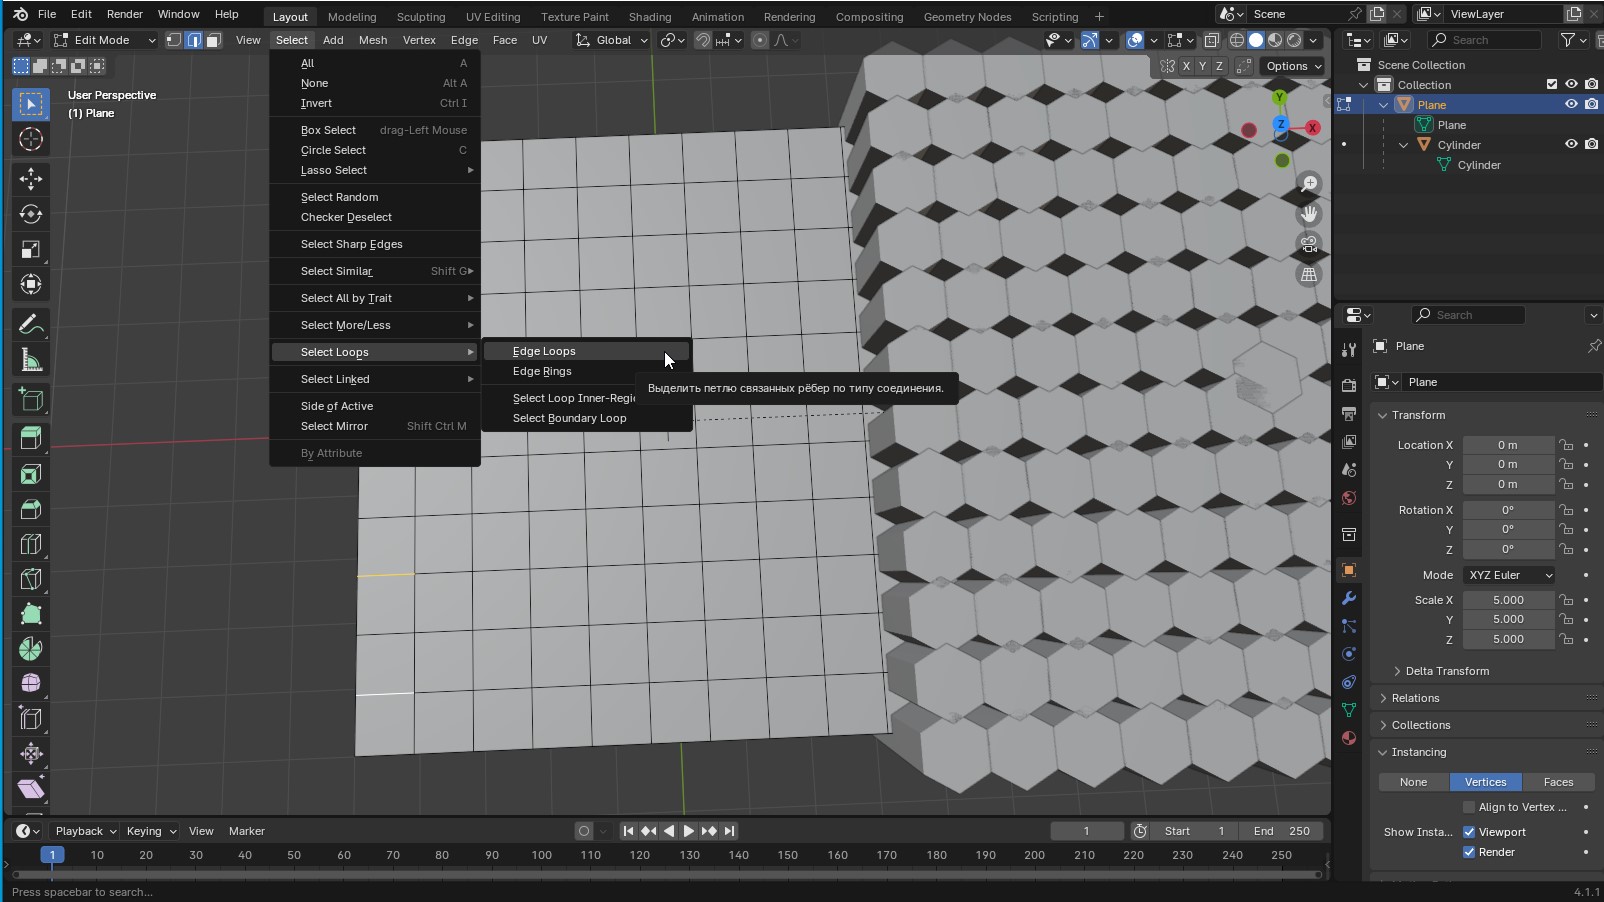 File Edit Render Window Help Layout Modeling Sculpting UV Editing Texture Paint Shading Animation Rendering Compositing Geometry Nodes Scripting + Scene ViewLayer
Edit Mode View Select Add Mesh Vertex Edge Face UV Global Search
X Y Z Options
User Perspective
(1) Plane
All A
None Alt A
Invert Ctrl I
Box Select drag-Left Mouse
Circle Select C
Lasso Select
Select Random
Checker Deselect
Select Sharp Edges
Select Similar Shift G
Select All by Trait
Select More/Less
Select Loops
Select Linked
Side of Active
Select Mirror Shift Ctrl M
By Attribute
Edge Loops
Edge Rings
Select Loop Inner-Regi
Select Boundary Loop
Выделить петлю связанных рёбер по типу соединения.
Y
Z
X
Scene Collection
Collection
Plane
Plane
Cylinder
Cylinder
Search
Plane
Plane
Transform
Location X 0 m
Y 0 m
Z 0 m
Rotation X 0°
Y 0°
Z 0°
Mode XYZ Euler
Scale X 5.000
Y 5.000
Z 5.000
Delta Transform
Relations
Collections
Instancing
None Vertices Faces
Align to Vertex ...
Show Insta... Viewport
Render
Playback Keying View Marker 1 Start 1 End 250
1 10 20 30 40 50 60 70 80 90 100 110 120 130 140 150 160 170 180 190 200 210 220 230 240 250
Press spacebar to search...
4.1.1